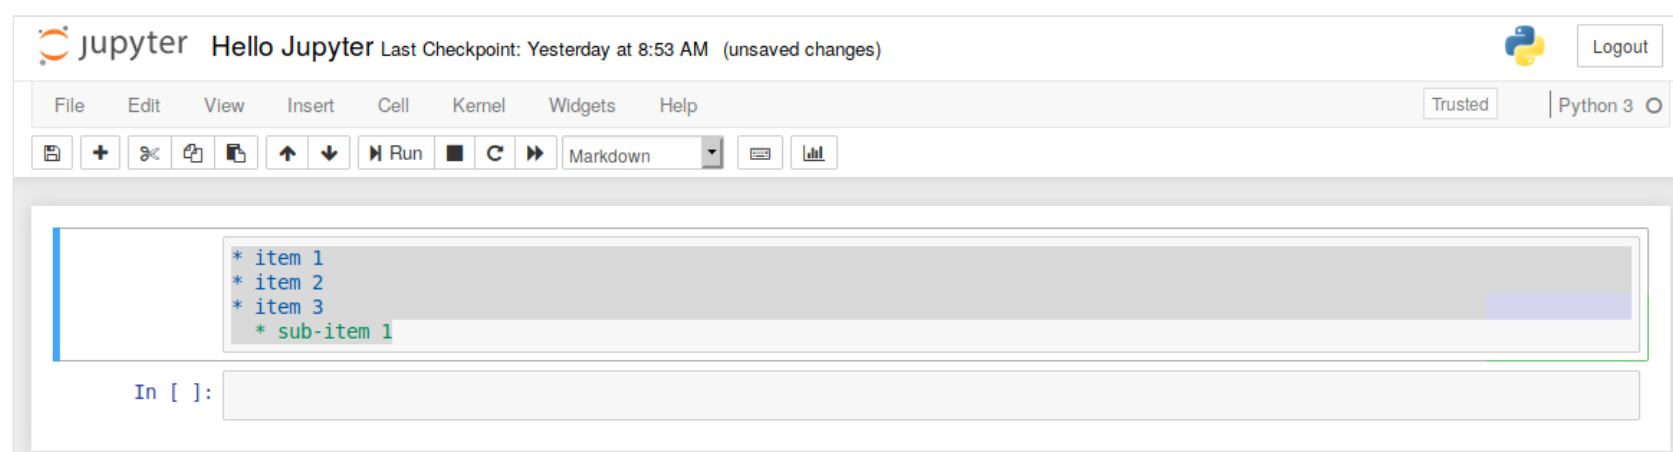 jupyter Hello Jupyter Last Checkpoint: Yesterday at 8:53 AM (unsaved changes) Logout
File Edit View Insert Cell Kernel Widgets Help Trusted Python 3
Run Markdown
* item 1
* item 2
* item 3
* sub-item 1
In [ ]: